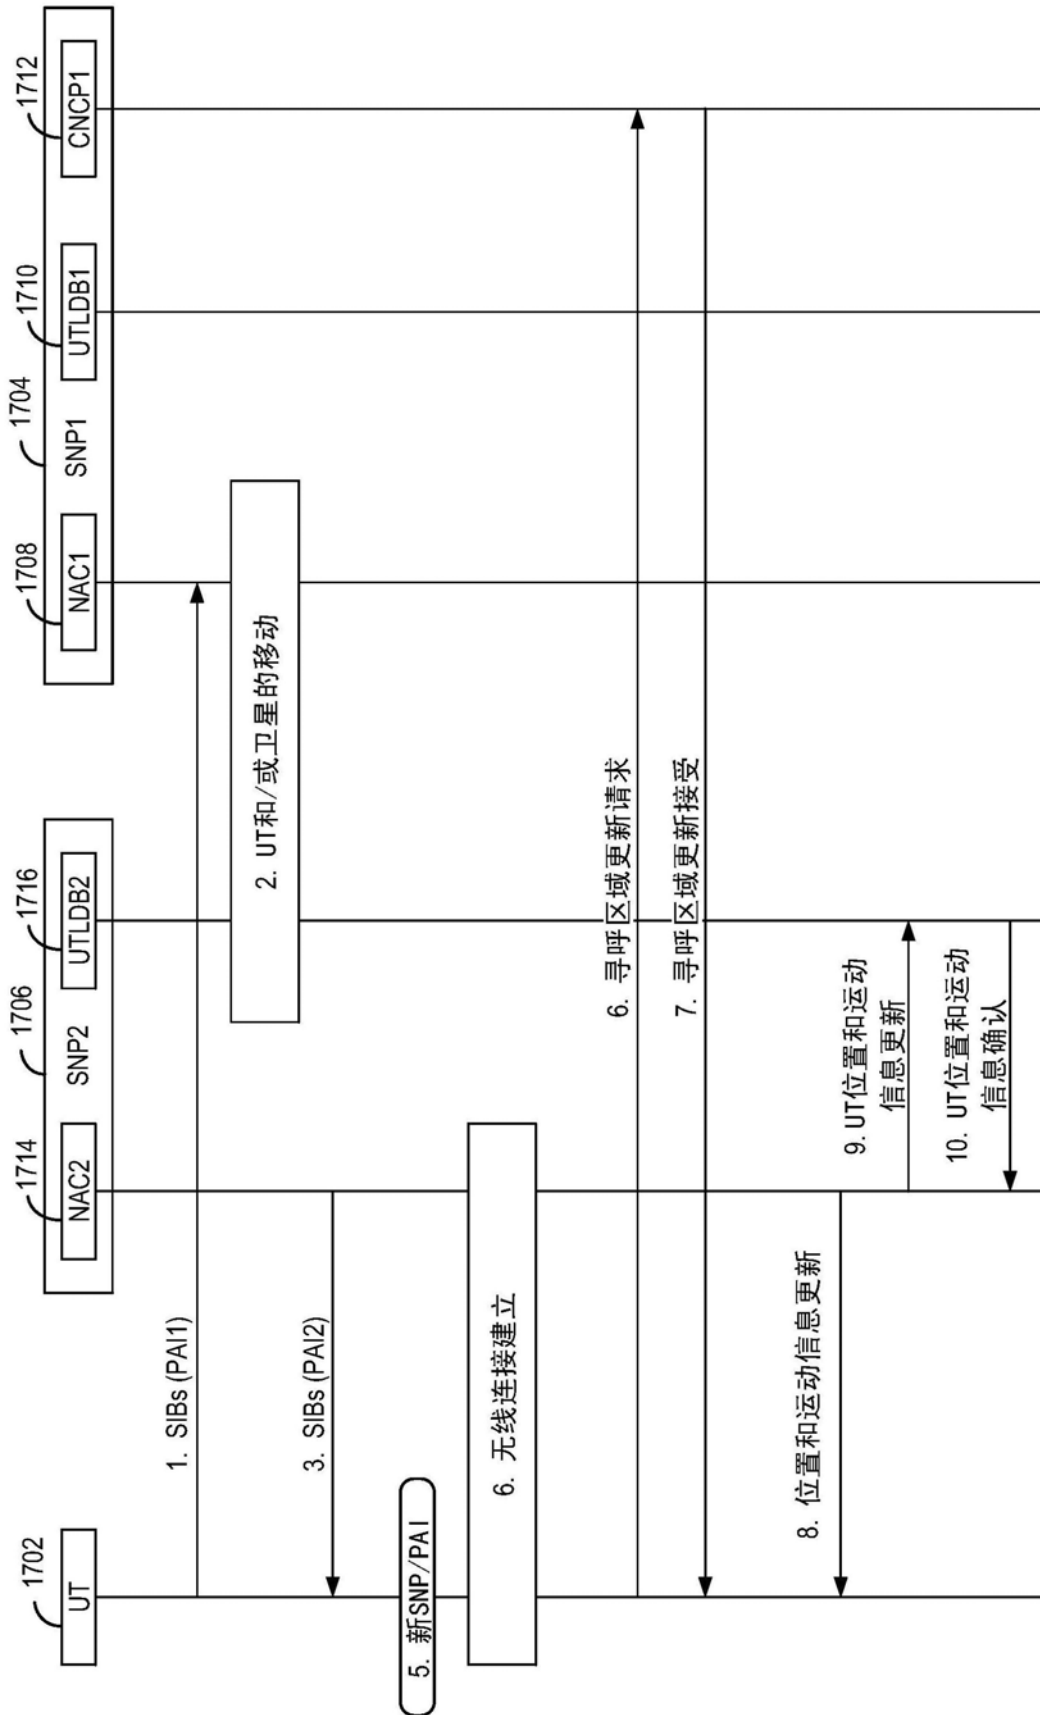 1702
UT
1714
NAC2
1706
SNP2
1716
UTLDB2
1708
NAC1
1704
SNP1
1710
UTLDB1
1712
CNCP1
1. SIBs (PAI1)
2. UT和/或卫星的移动
3. SIBs (PAI2)
5. 新SNP/PAI
6. 无线连接建立
6. 寻呼区域更新请求
7. 寻呼区域更新接受
8. 位置和运动信息更新
9. UT位置和运动
信息更新
10. UT位置和运动
信息确认